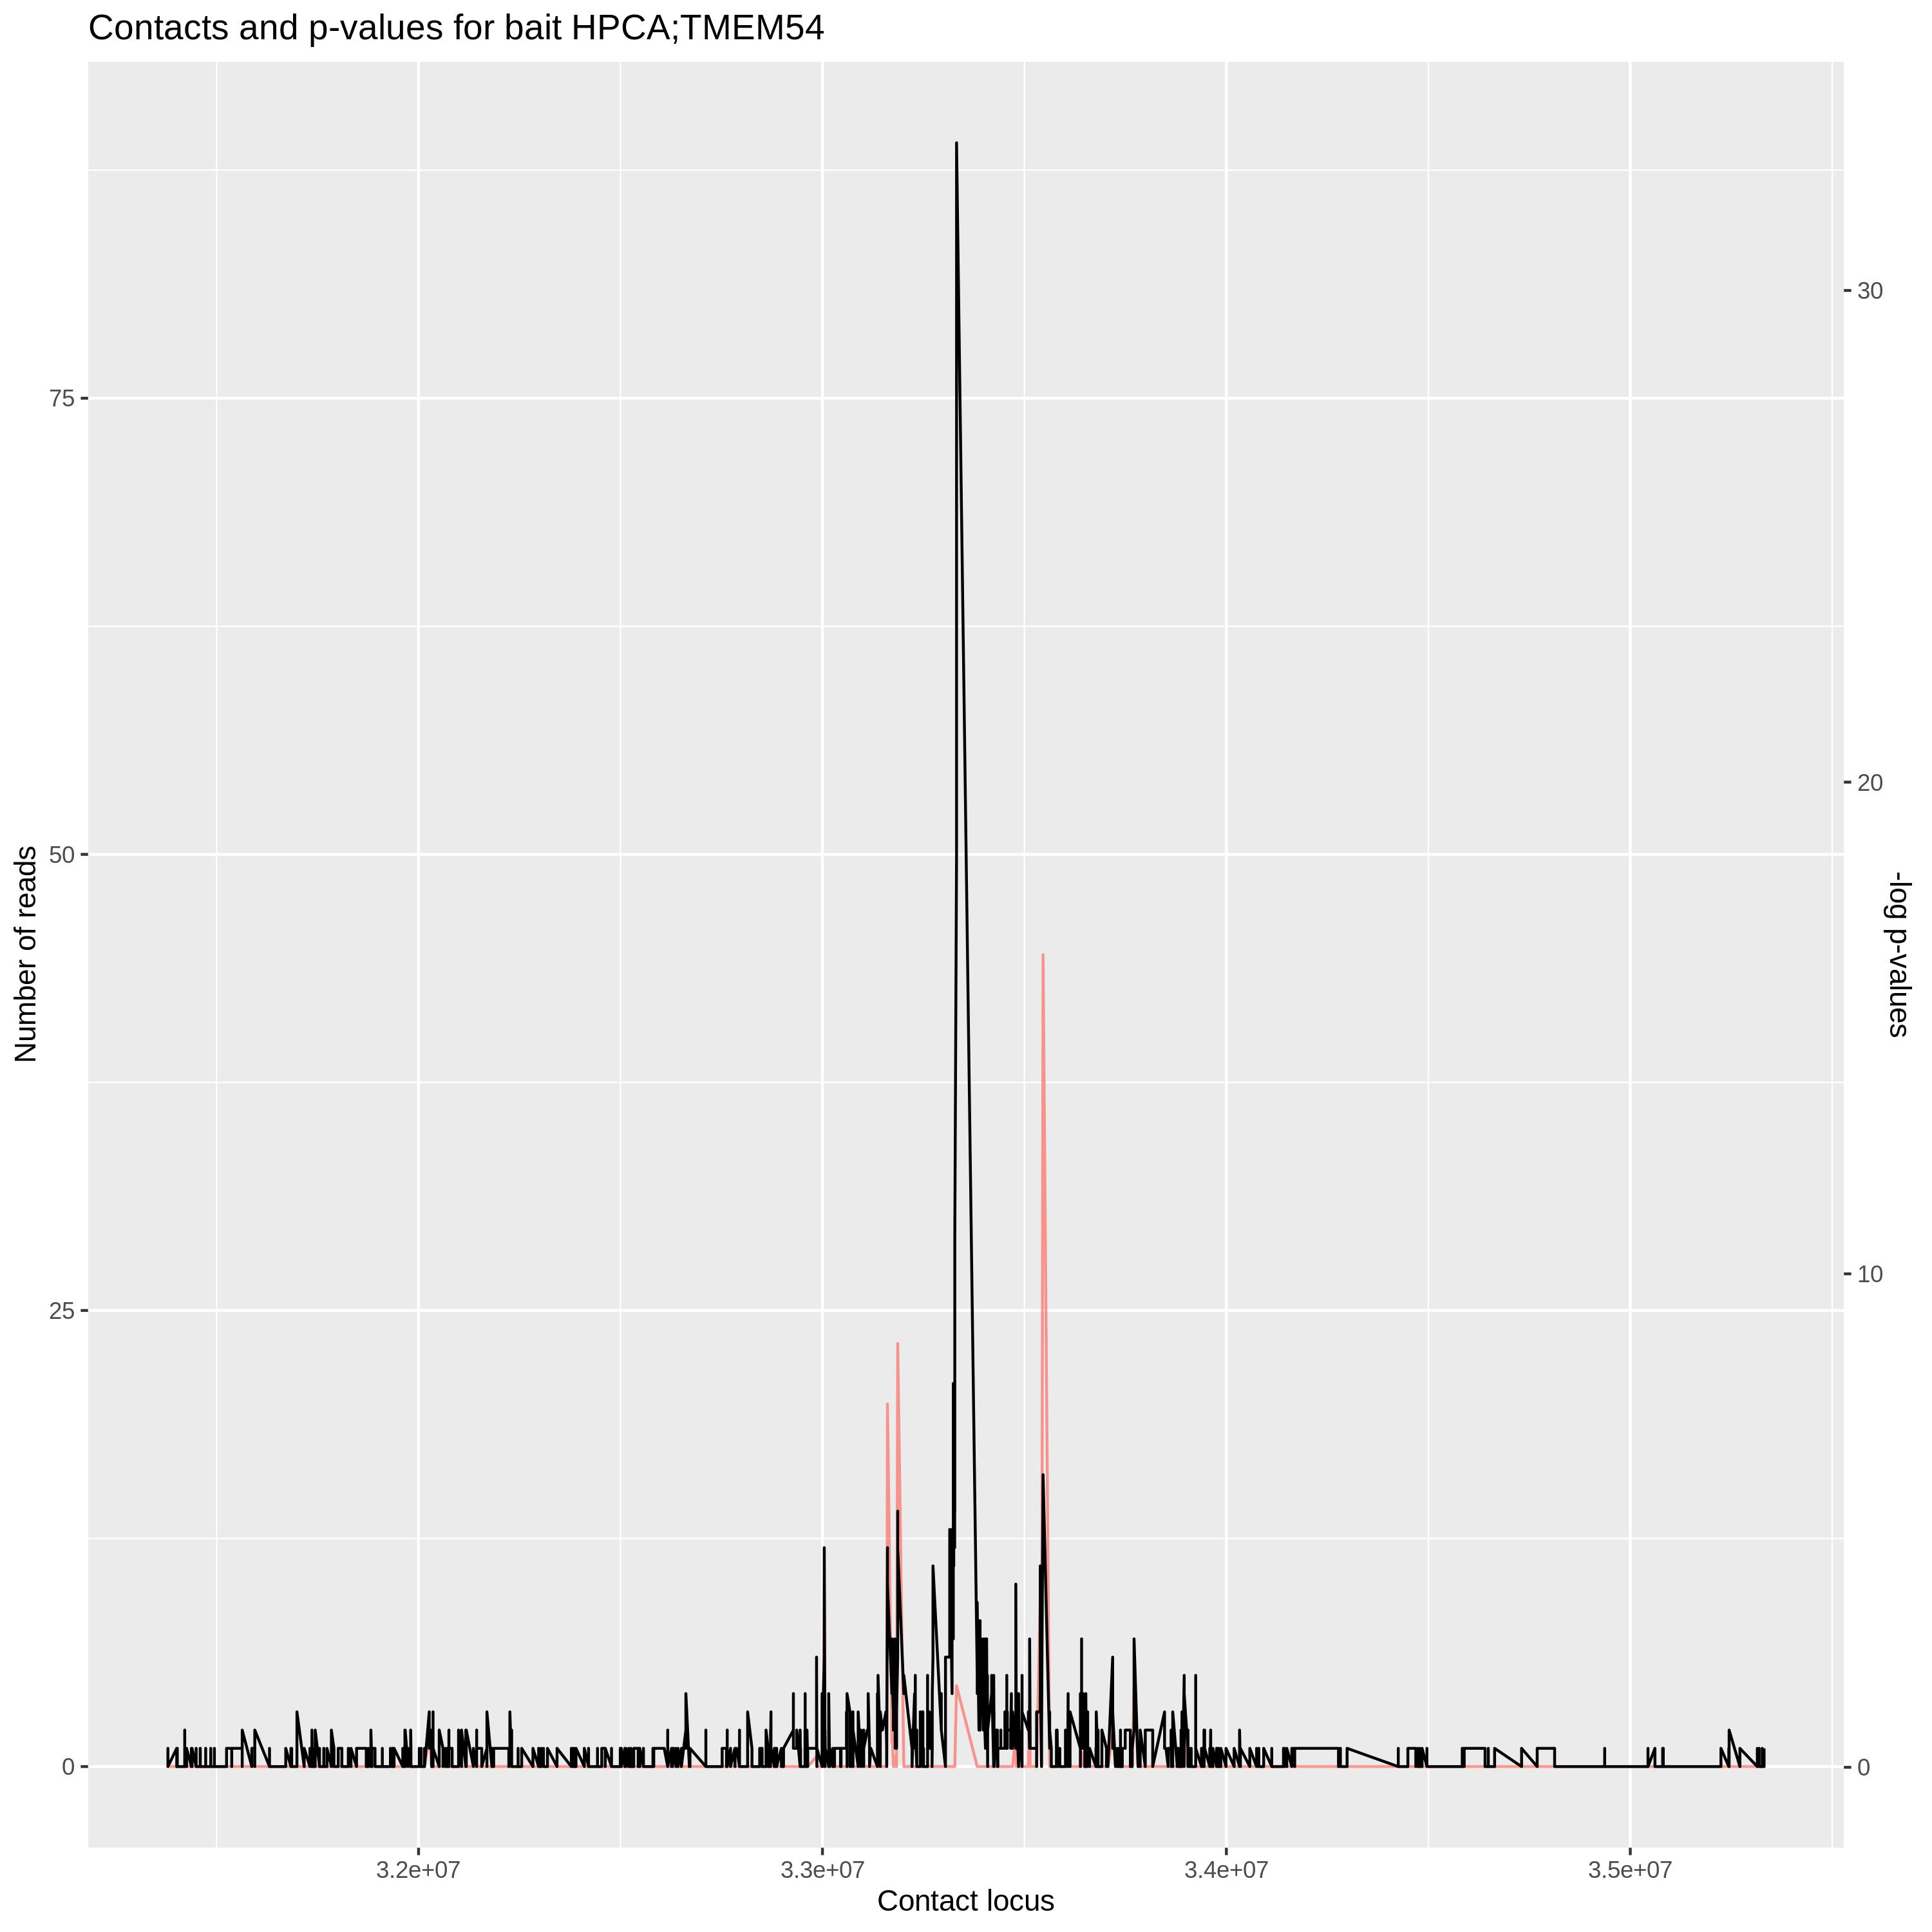 Contacts and p-values for bait HPCA;TMEM54
Number of reads
75
50
25
0
30
20
10
0
-log p-values
3.2e+07 3.3e+07 3.4e+07 3.5e+07
Contact locus